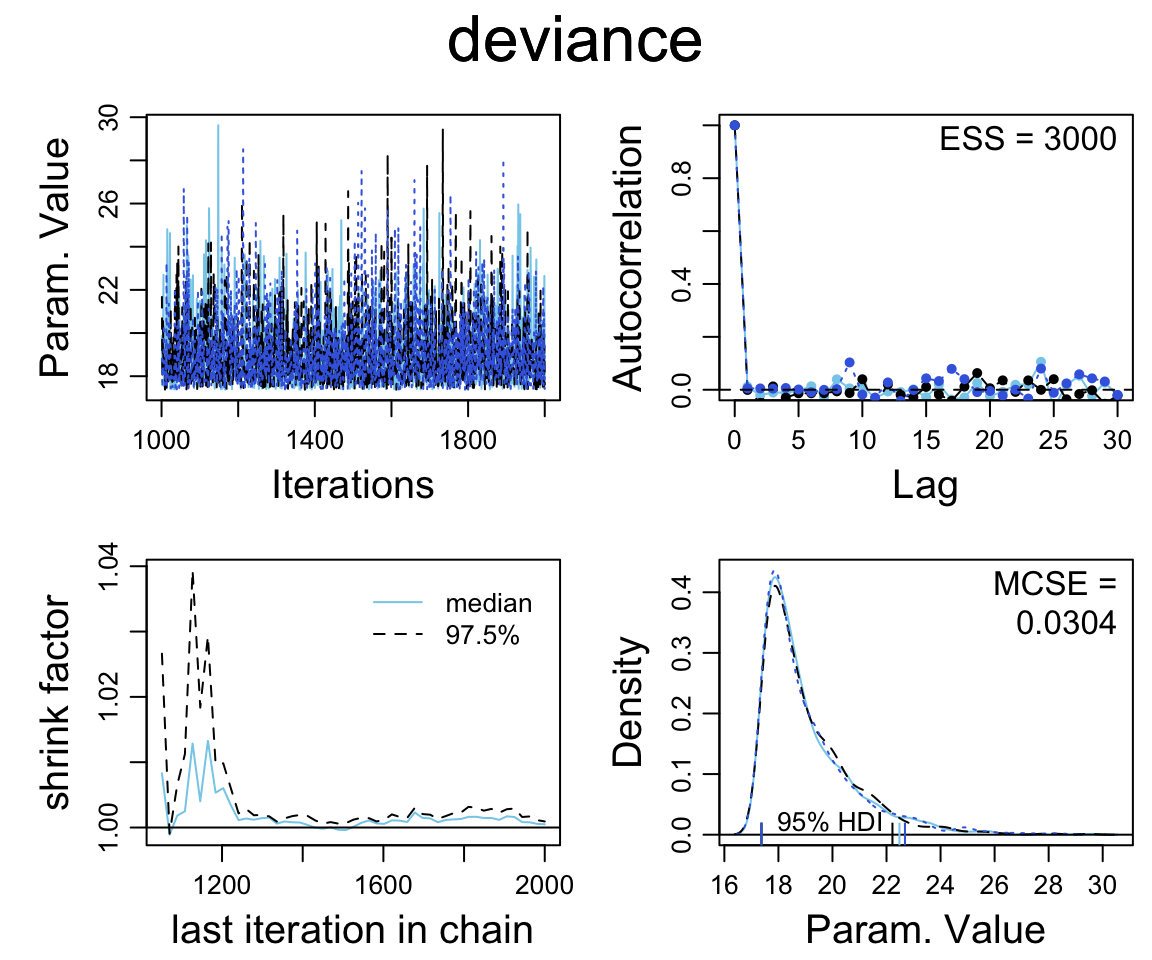 deviance
Param. Value
30
26
22
18
1000 1400 1800
Iterations
Autocorrelation
0.8
0.4
0.0
ESS = 3000
0 5 10 15 20 25 30
Lag
shrink factor
1.04
1.02
1.00
median
97.5%
1200 1600 2000
last iteration in chain
Density
0.4
0.3
0.2
0.1
0.0
MCSE =
0.0304
95% HDI
16 18 20 22 24 26 28 30
Param. Value